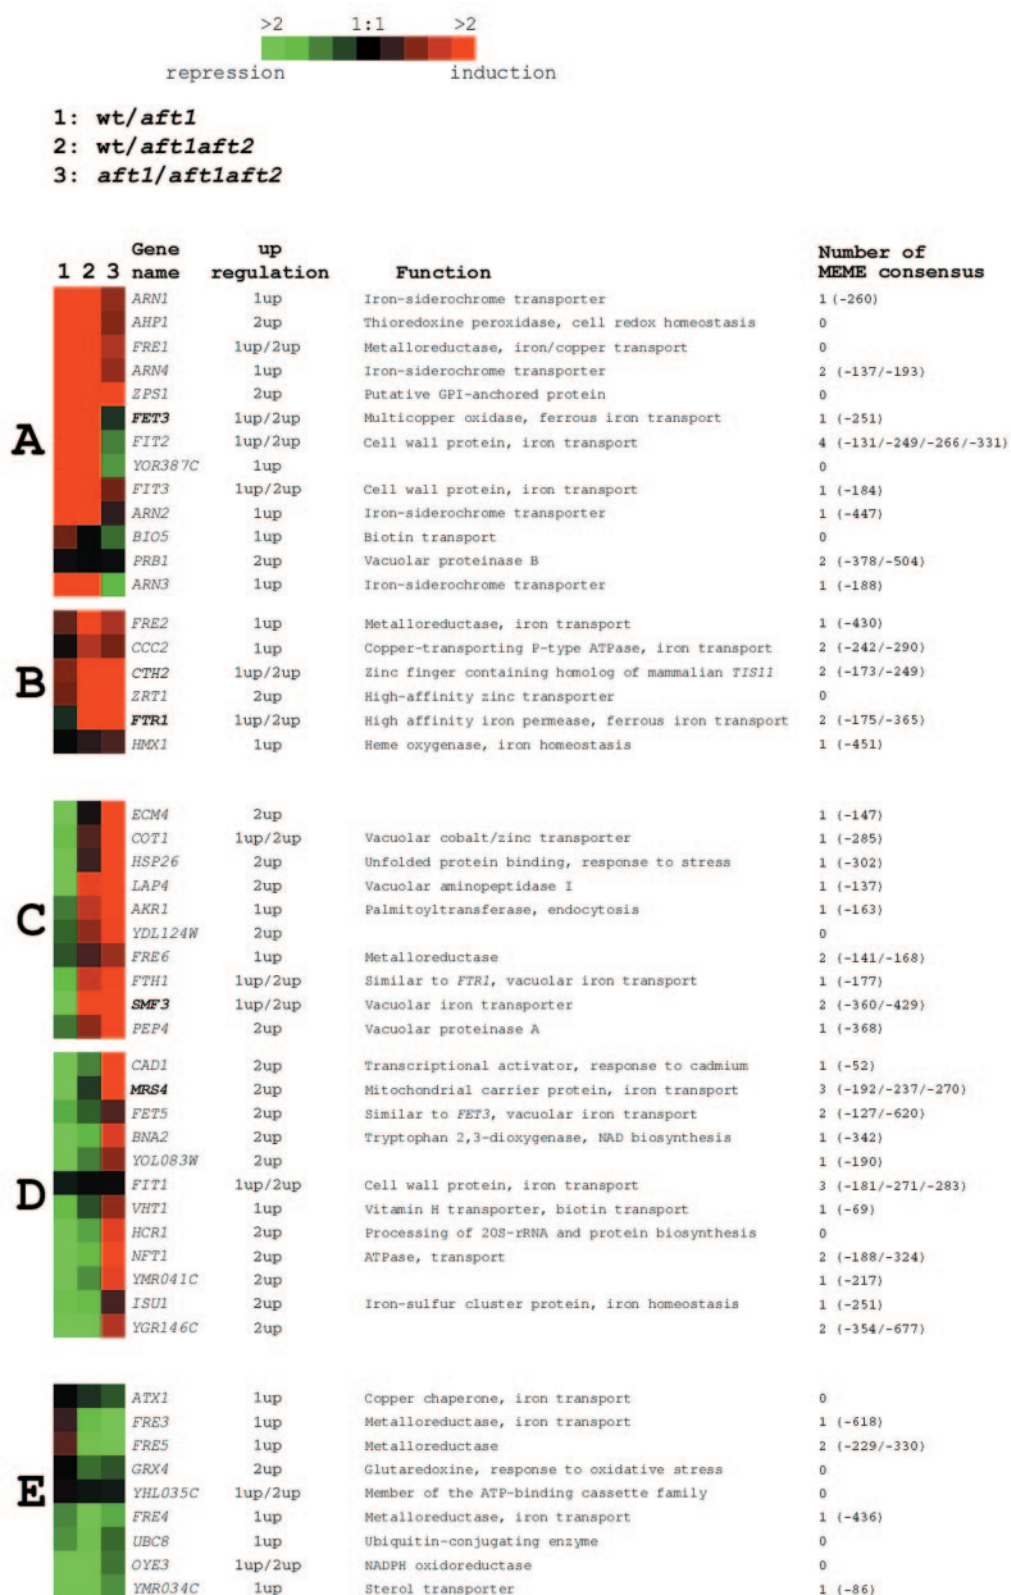 >2 1:1 >2
repression induction
1: wt/aft1
2: wt/aft1aft2
3: aft1/aft1aft2
Gene up Number of
1 2 3 name regulation Function MEME consensus
ARN1 1up Iron-siderochrome transporter 1 (-260)
AHP1 2up Thioredoxine peroxidase, cell redox homeostasis 0
FRE1 1up/2up Metalloreductase, iron/copper transport 0
ARN4 1up Iron-siderochrome transporter 2 (-137/-193)
ZPS1 2up Putative GPI-anchored protein 0
A FET3 1up/2up Multicopper oxidase, ferrous iron transport 1 (-251)
FIT2 1up/2up Cell wall protein, iron transport 4 (-131/-249/-266/-331)
YOR387C 1up 0
FIT3 1up/2up Cell wall protein, iron transport 1 (-184)
ARN2 1up Iron-siderochrome transporter 1 (-447)
BIO5 1up Biotin transport 0
PRB1 2up Vacuolar proteinase B 2 (-378/-504)
ARN3 1up Iron-siderochrome transporter 1 (-188)
FRE2 1up Metalloreductase, iron transport 1 (-430)
CCC2 1up Copper-transporting P-type ATPase, iron transport 2 (-242/-290)
B CTH2 1up/2up Zinc finger containing homolog of mammalian TIS11 2 (-173/-249)
ZRT1 2up High-affinity zinc transporter 0
FTR1 1up/2up High affinity iron permease, ferrous iron transport 2 (-175/-365)
HMX1 1up Heme oxygenase, iron homeostasis 1 (-451)
ECM4 2up 1 (-147)
COT1 1up/2up Vacuolar cobalt/zinc transporter 1 (-285)
HSP26 2up Unfolded protein binding, response to stress 1 (-302)
LAP4 2up Vacuolar aminopeptidase I 1 (-137)
C AKR1 1up Palmitoyltransferase, endocytosis 1 (-163)
YDL124W 2up 0
FRE6 1up Metalloreductase 2 (-141/-168)
FTH1 1up/2up Similar to FTR1, vacuolar iron transport 1 (-177)
SMF3 1up/2up Vacuolar iron transporter 2 (-360/-429)
PEP4 2up Vacuolar proteinase A 1 (-368)
CAD1 2up Transcriptional activator, response to cadmium 1 (-52)
MRS4 2up Mitochondrial carrier protein, iron transport 3 (-192/-237/-270)
FET5 2up Similar to FET3, vacuolar iron transport 2 (-127/-620)
BNA2 2up Tryptophan 2,3-dioxygenase, NAD biosynthesis 1 (-342)
YOL083W 2up 1 (-190)
D FIT1 1up/2up Cell wall protein, iron transport 3 (-181/-271/-283)
VHT1 1up Vitamin H transporter, biotin transport 1 (-69)
HCR1 2up Processing of 20S-rRNA and protein biosynthesis 0
NFT1 2up ATPase, transport 2 (-188/-324)
YMR041C 2up 1 (-217)
ISU1 2up Iron-sulfur cluster protein, iron homeostasis 1 (-251)
YGR146C 2up 2 (-354/-677)
ATX1 1up Copper chaperone, iron transport 0
FRE3 1up Metalloreductase, iron transport 1 (-618)
FRE5 1up Metalloreductase 2 (-229/-330)
GRX4 2up Glutaredoxine, response to oxidative stress 0
E YHL035C 1up/2up Member of the ATP-binding cassette family 0
FRE4 1up Metalloreductase, iron transport 1 (-436)
UBC8 1up Ubiquitin-conjugating enzyme 0
OYE3 1up/2up NADPH oxidoreductase 0
YMR034C 1up Sterol transporter 1 (-86)